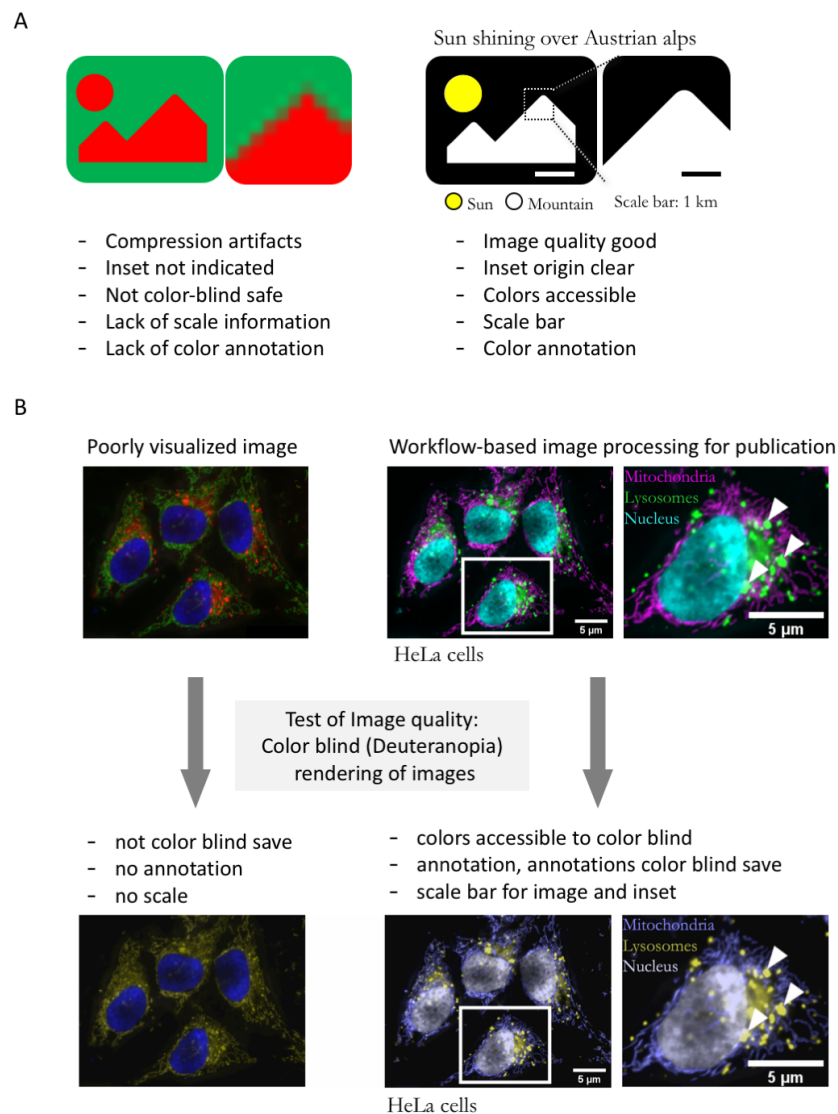 A
Sun shining over Austrian alps
Sun Mountain Scale bar: 1 km
- Compression artifacts
- Inset not indicated
- Not color-blind safe
- Lack of scale information
- Lack of color annotation
- Image quality good
- Inset origin clear
- Colors accessible
- Scale bar
- Color annotation
B
Poorly visualized image
Workflow-based image processing for publication
Mitochondria
Lysosomes
Nucleus
5 µm
5 µm
HeLa cells
Test of Image quality:
Color blind (Deuteranopia)
rendering of images
- not color blind save
- no annotation
- no scale
- colors accessible to color blind
- annotation, annotations color blind save
- scale bar for image and inset
Mitochondria
Lysosomes
Nucleus
5 µm
5 µm
HeLa cells